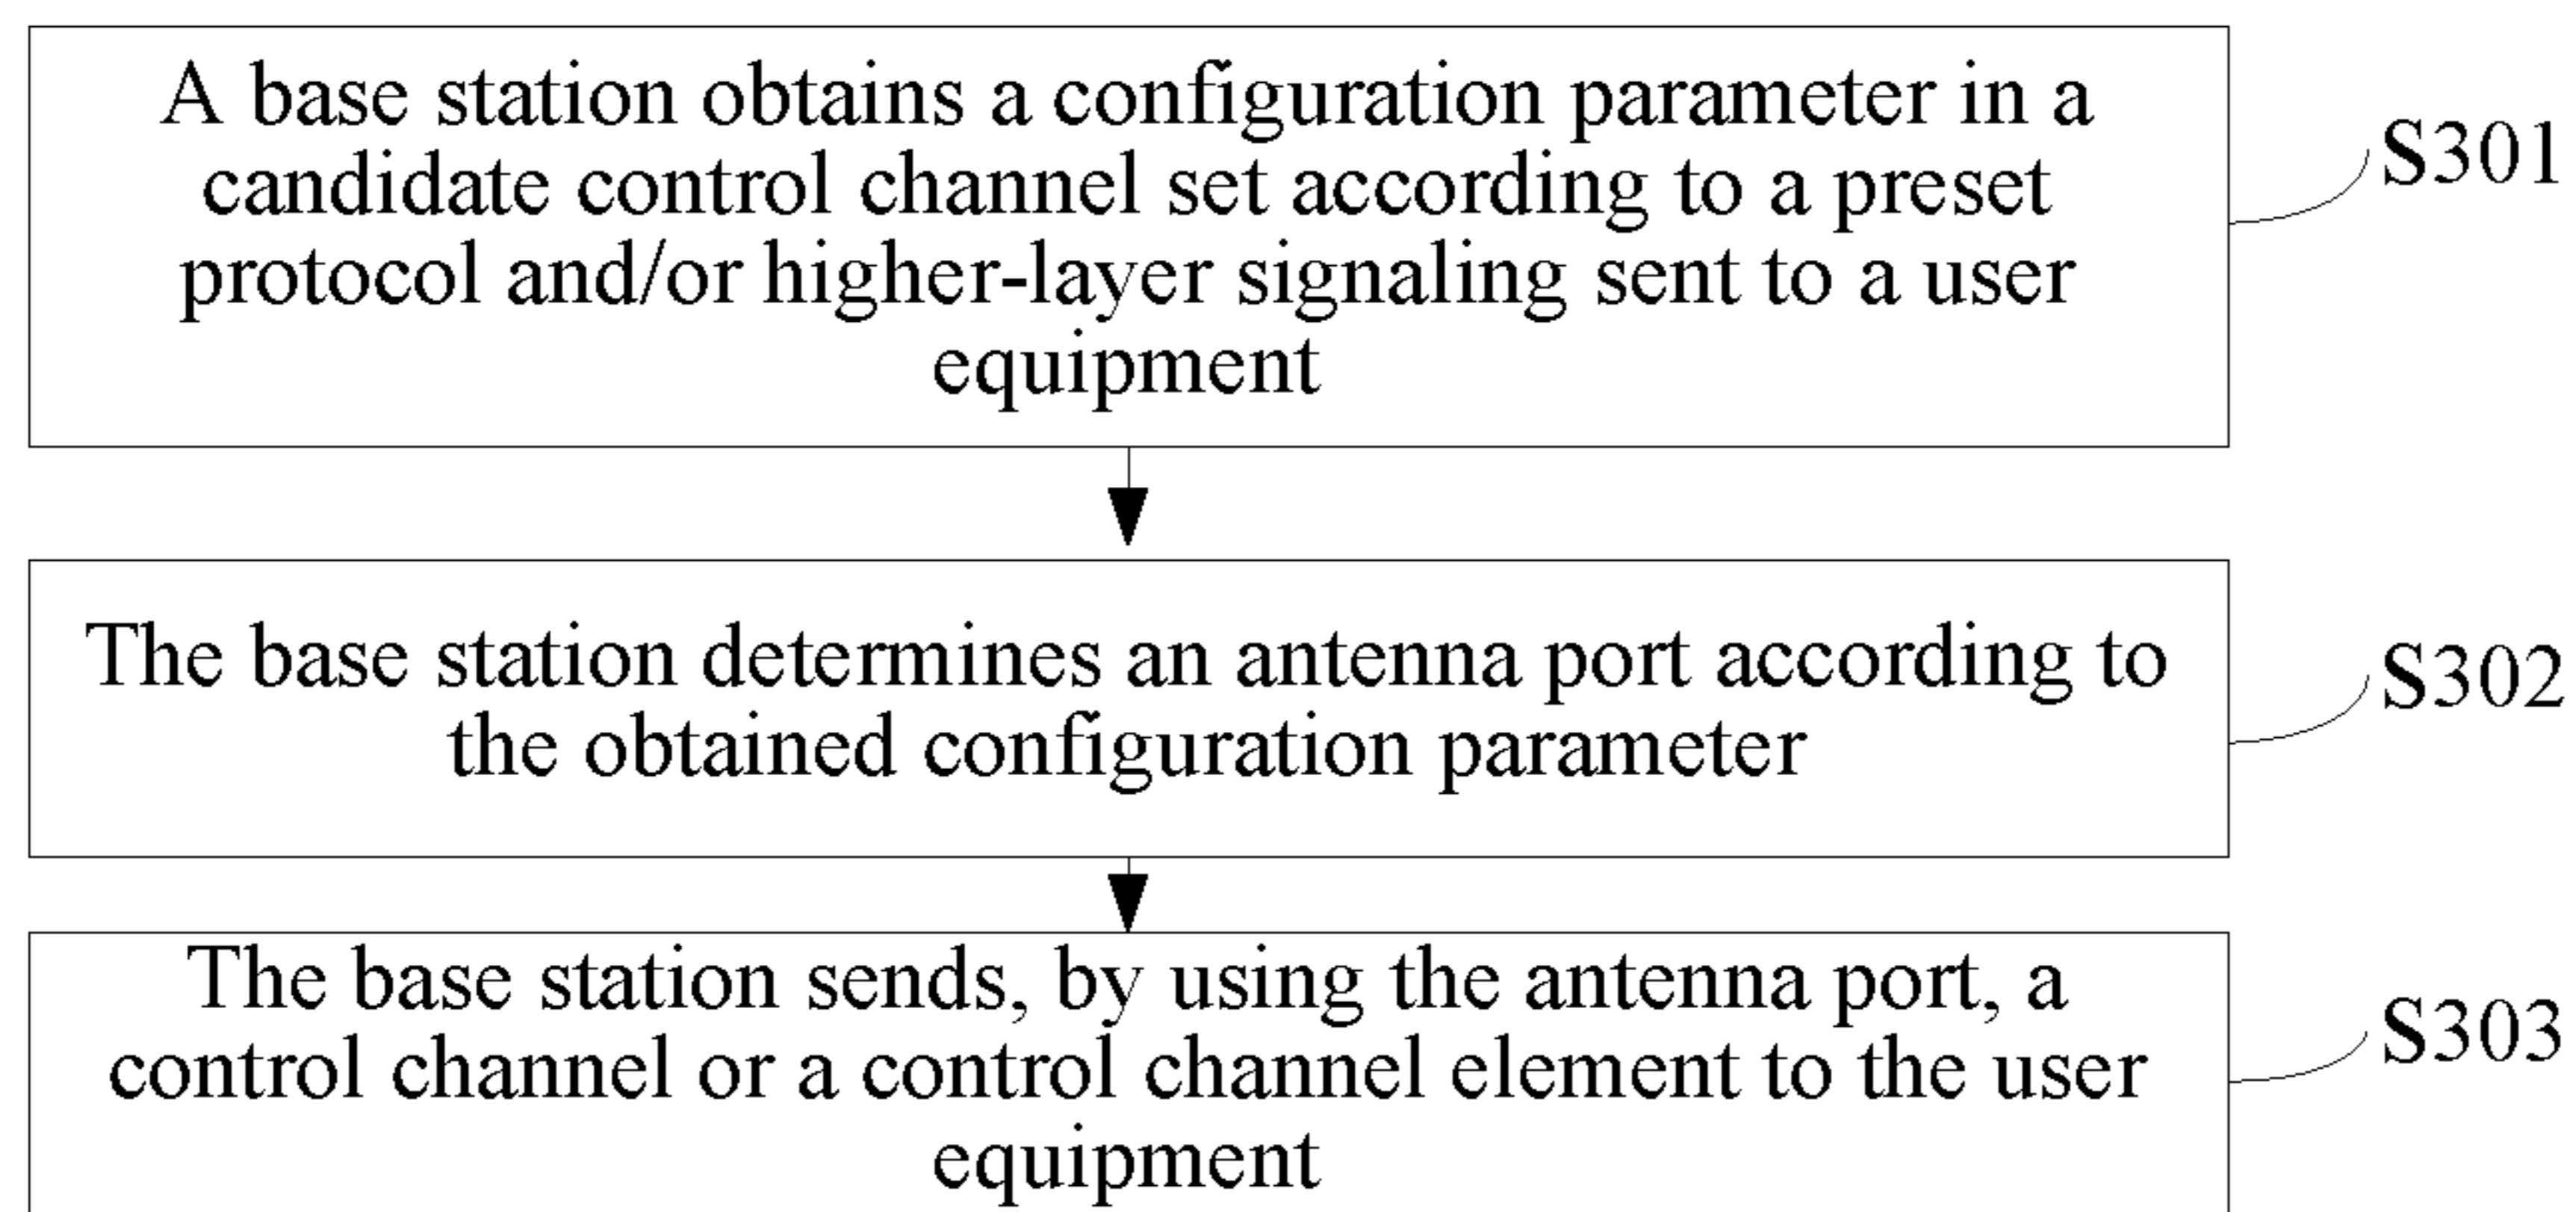 A base station obtains a configuration parameter in a
candidate control channel set according to a preset
protocol and/or higher-layer signaling sent to a user
equipment
S301
The base station determines an antenna port according to
the obtained configuration parameter
S302
The base station sends, by using the antenna port, a
control channel or a control channel element to the user
equipment
S303